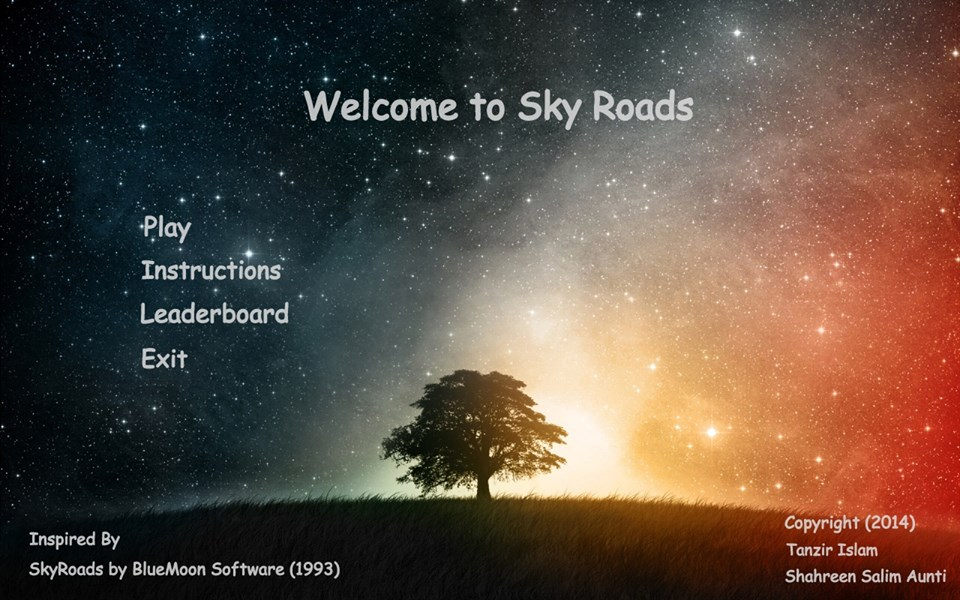 Welcome to Sky Roads
Play
Instructions
Leaderboard
Exit
Inspired By
SkyRoads by BlueMoon Software (1993)
Copyright (2014)
Tanzir Islam
Shahreen Salim Aunti